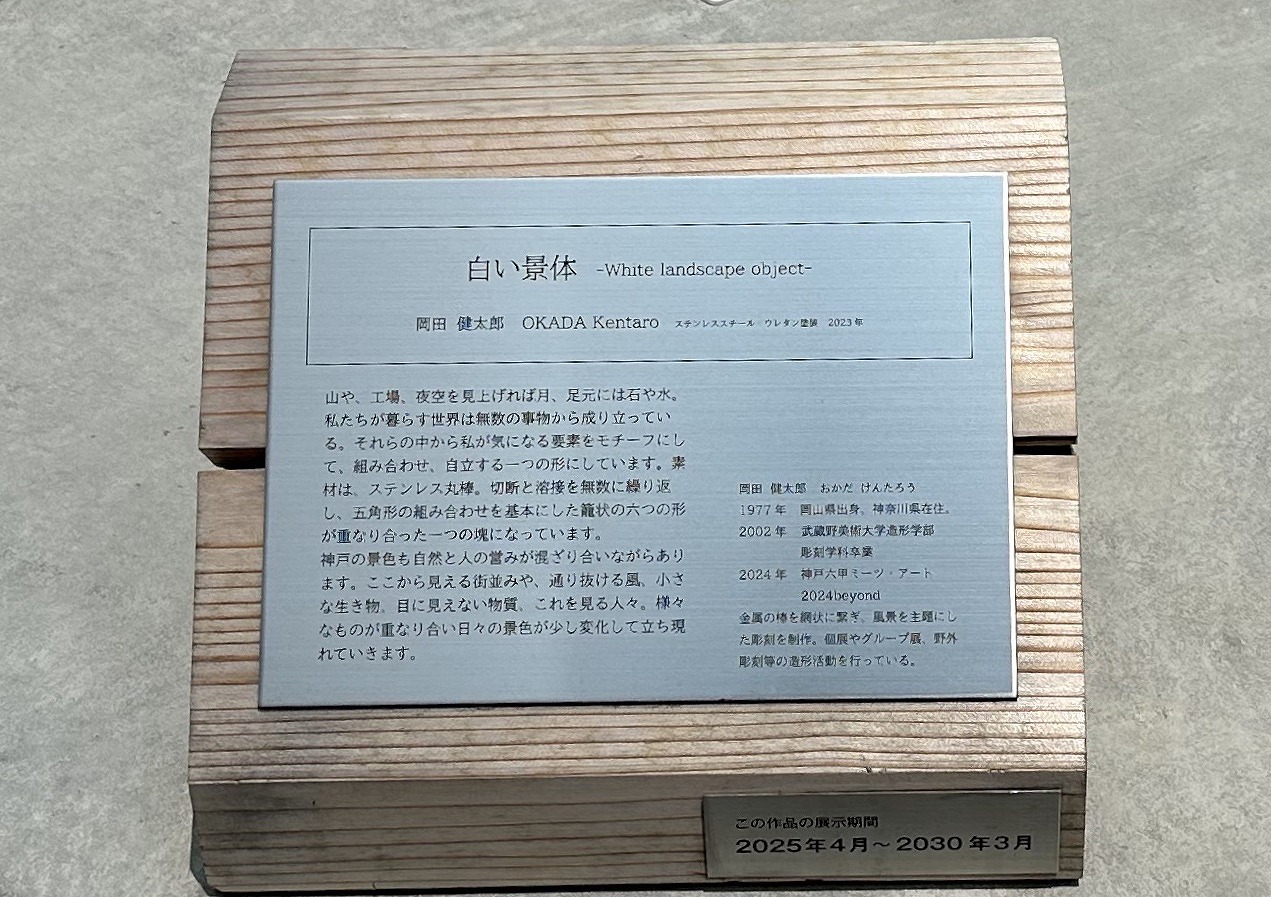 白い景体 -White landscape object-
岡田 健太郎 OKADA Kentaro ステンレススチール ウレタン塗装 2023年
山や、工場、夜空を見上げれば月、足元には石や水。
私たちが暮らす世界は無数の事物から成り立ってい
る。それらの中から私が気になる要素をモチーフにし
て、組み合わせ、自立する一つの形にしています。素
材は、ステンレス丸棒。切断と溶接を無数に繰り返
し、五角形の組み合わせを基本にした籠状の六つの形
が重なり合った一つの塊になっています。
神戸の景色も自然と人の営みが混ざり合いながらあり
ます。ここから見える街並みや、通り抜ける風、小さ
な生き物、目に見えない物質、これを見る人々。様々
なものが重なり合い日々の景色が少し変化して立ち現
れていきます。
岡田 健太郎 おかだ けんたろう
1977年 岡山県出身、神奈川県在住。
2002年 武蔵野美術大学造形学部
彫刻学科卒業
2024年 神戸六甲ミーツ・アート
2024beyond
金属の棒を網状に繋ぎ、風景を主題にし
た彫刻を制作。個展やグループ展、野外
彫刻等の造形活動を行っている。
この作品の展示期間
2025年4月～2030年3月